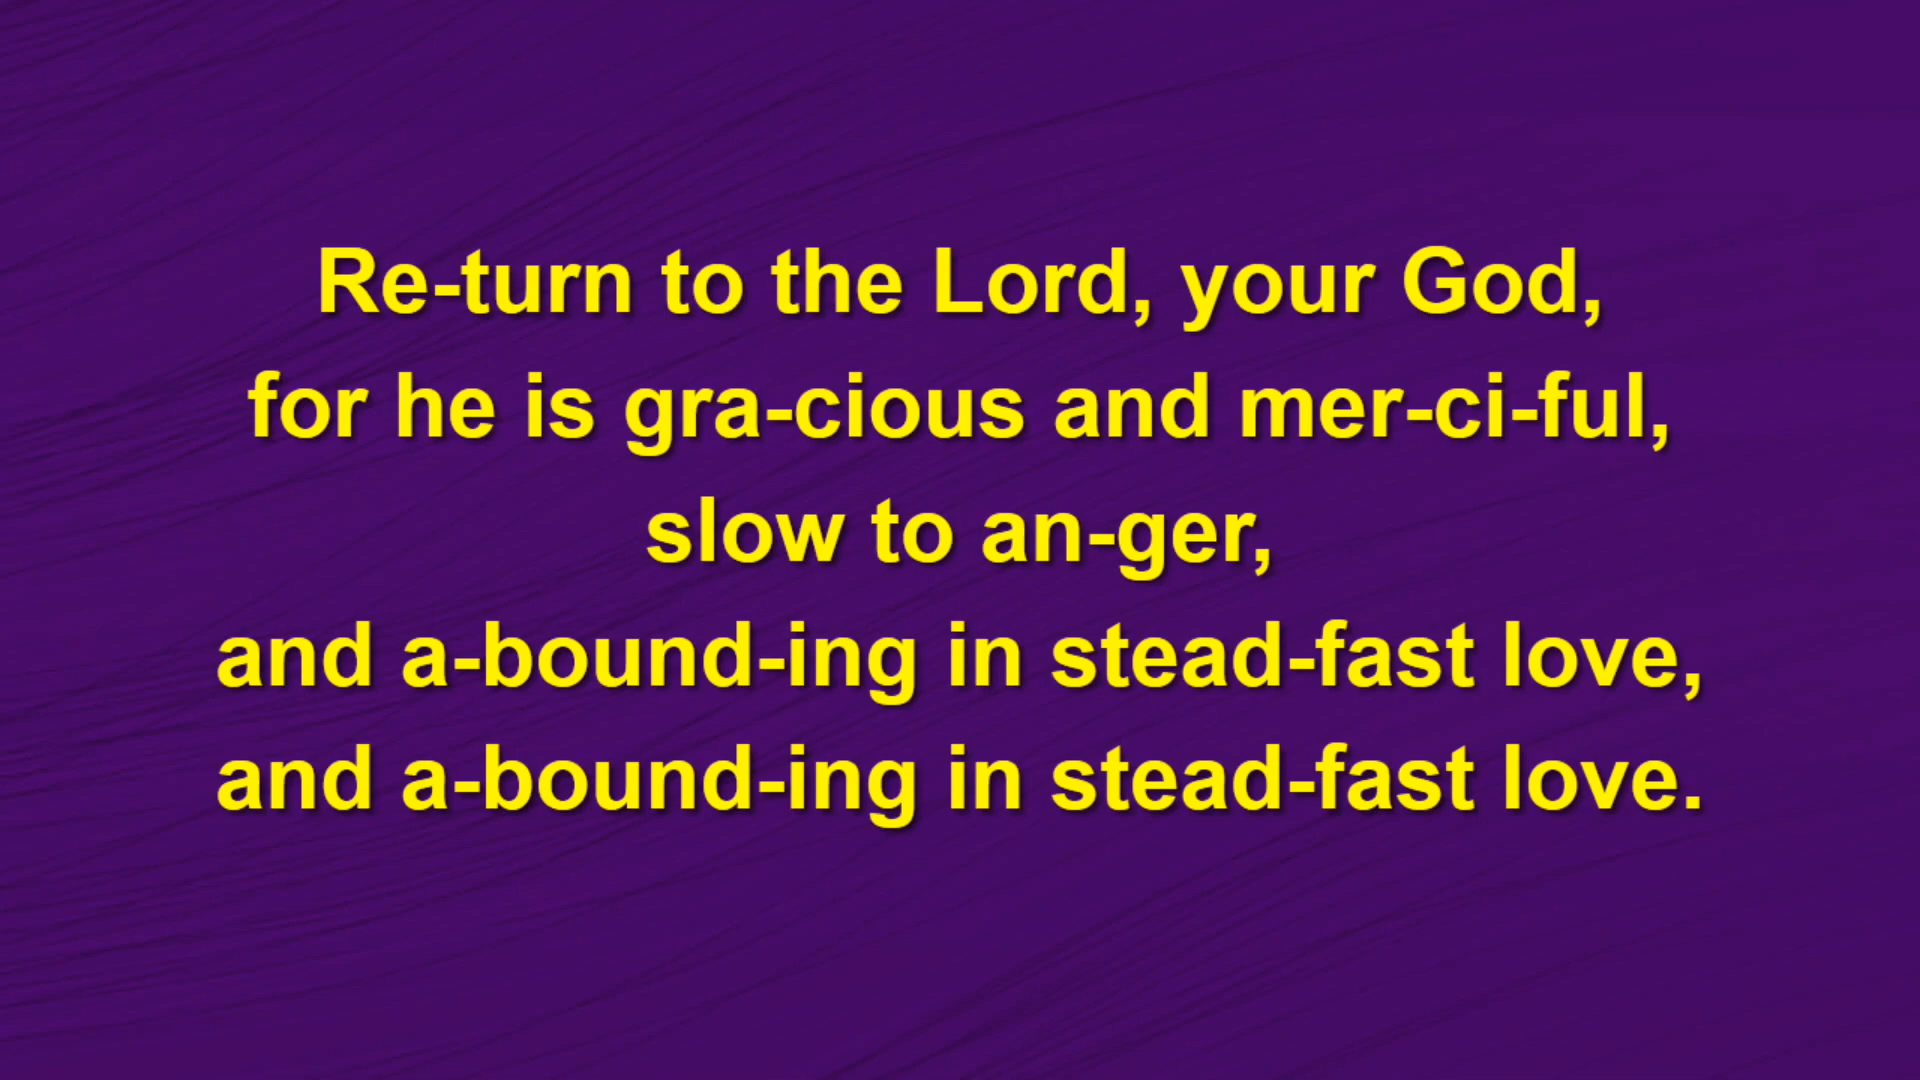 Re-turn to the Lord, your God,
for he is gra-cious and mer-ci-ful,
slow to an-ger,
and a-bound-ing in stead-fast love,
and a-bound-ing in stead-fast love.